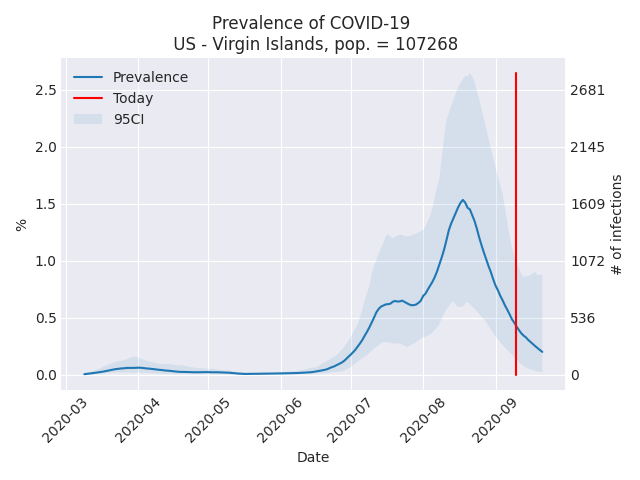 Prevalence of COVID-19
US - Virgin Islands, pop. = 107268
Prevalence
Today
95CI
%
2.5
2.0
1.5
1.0
0.5
0.0
2681
2145
1609
1072
536
0
# of infections
2020-03
2020-04
2020-05
2020-06
2020-07
2020-08
2020-09
Date